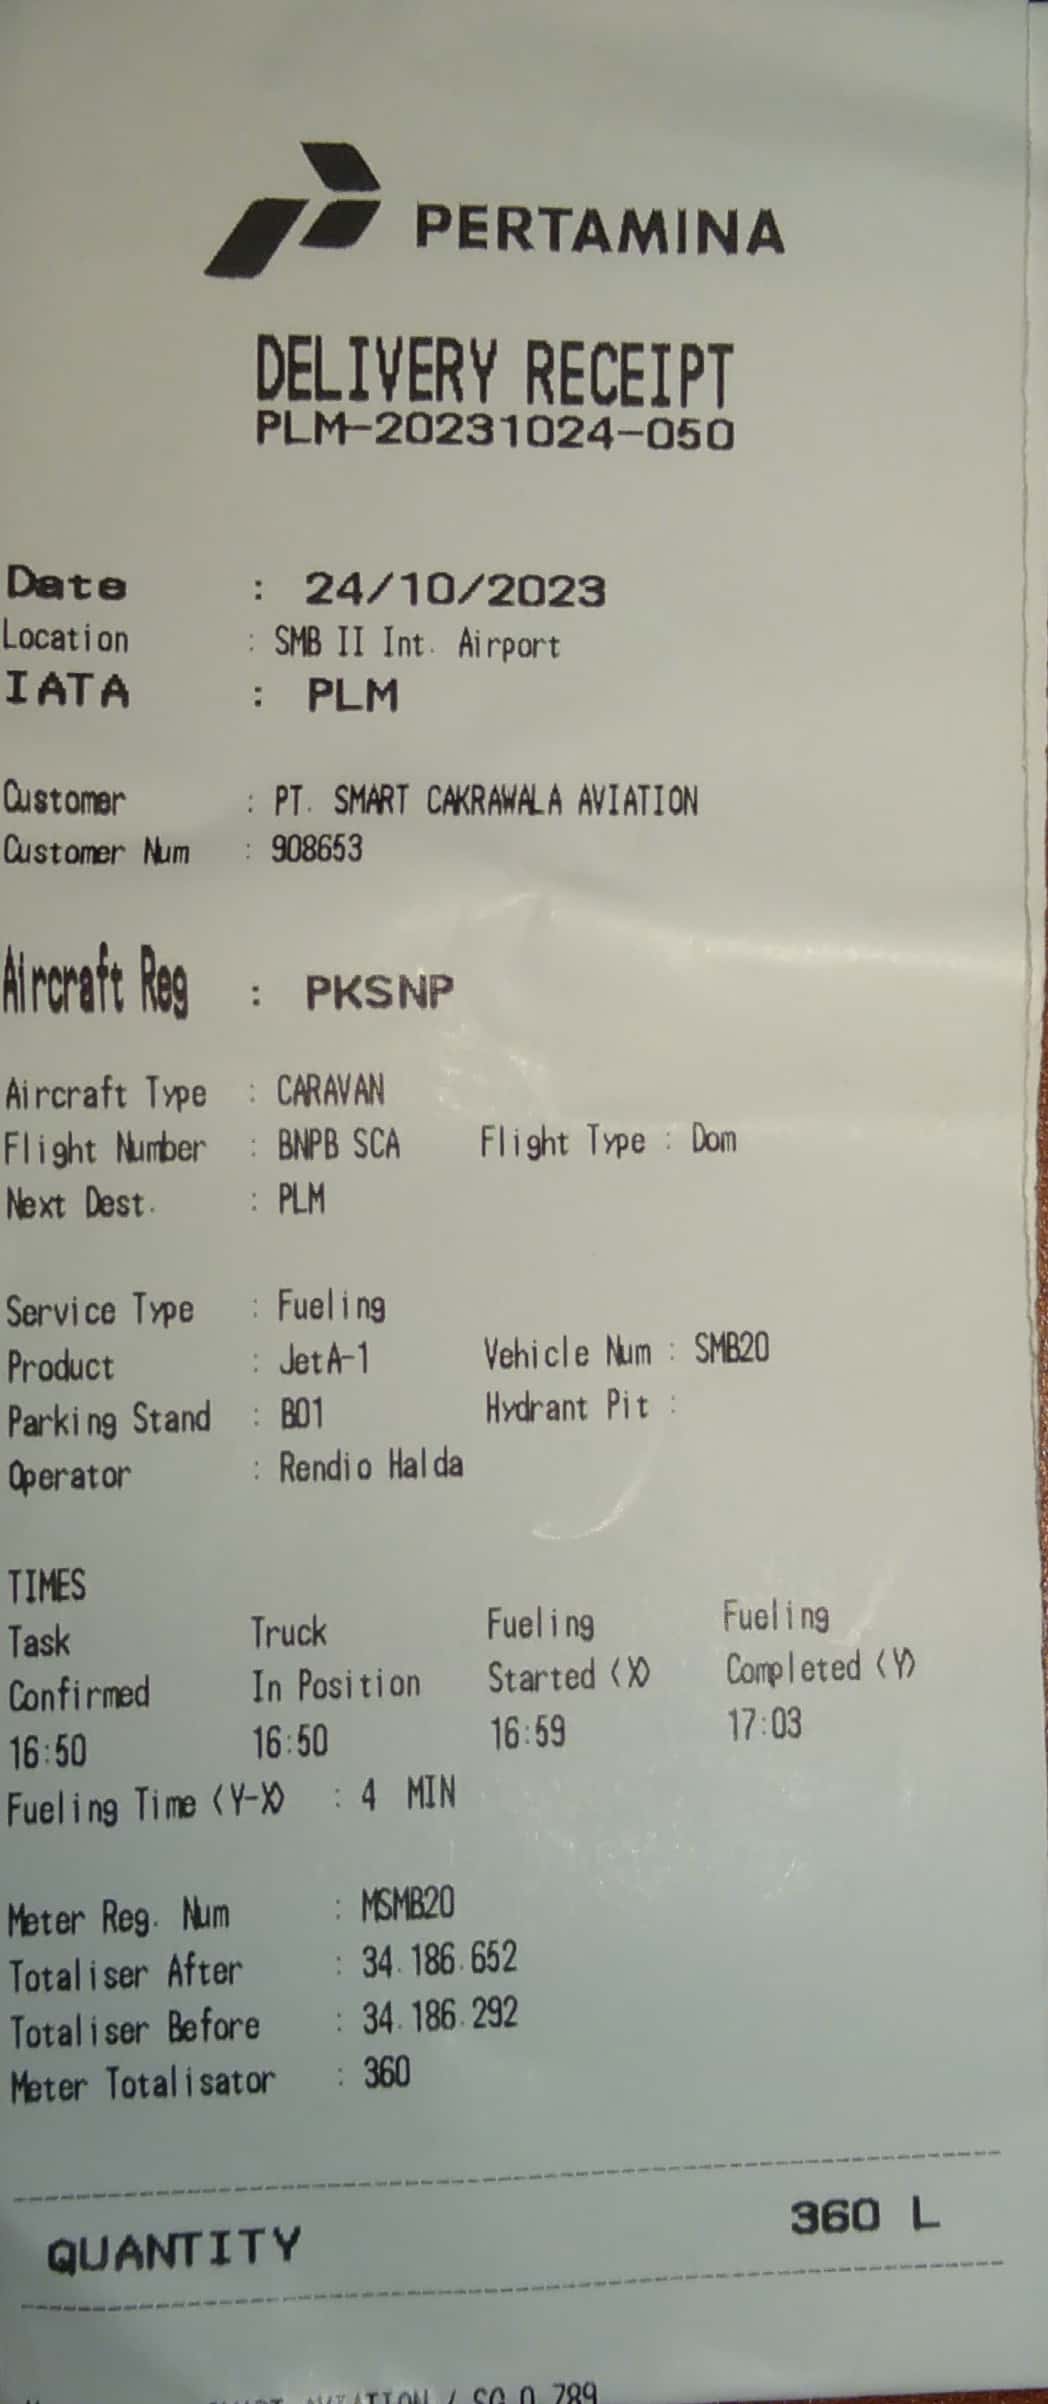 PERTAMINA
DELIVERY RECEIPT
PLM-20231024-050
Date : 24/10/2023
Location : SMB II Int. Airport
IATA : PLM
Customer : PT. SMART CAKRAWALA AVIATION
Customer Num : 908653
Aircraft Reg : PKSNP
Aircraft Type : CARAVAN
Flight Number : BNPB SCA Flight Type : Dom
Next Dest. : PLM
Service Type : Fueling
Product : JetA-1 Vehicle Num : SMB20
Parking Stand : B01 Hydrant Pit :
Operator : Rendio Halda
TIMES
Task Truck Fueling Fueling
Confirmed In Position Started (X) Completed (Y)
16:50 16:50 16:59 17:03
Fueling Time (Y-X) : 4 MIN
Meter Reg. Num : MSMB20
Totaliser After : 34.186.652
Totaliser Before : 34.186.292
Meter Totalisator : 360
QUANTITY 360 L
AVIATION / SG 0.789